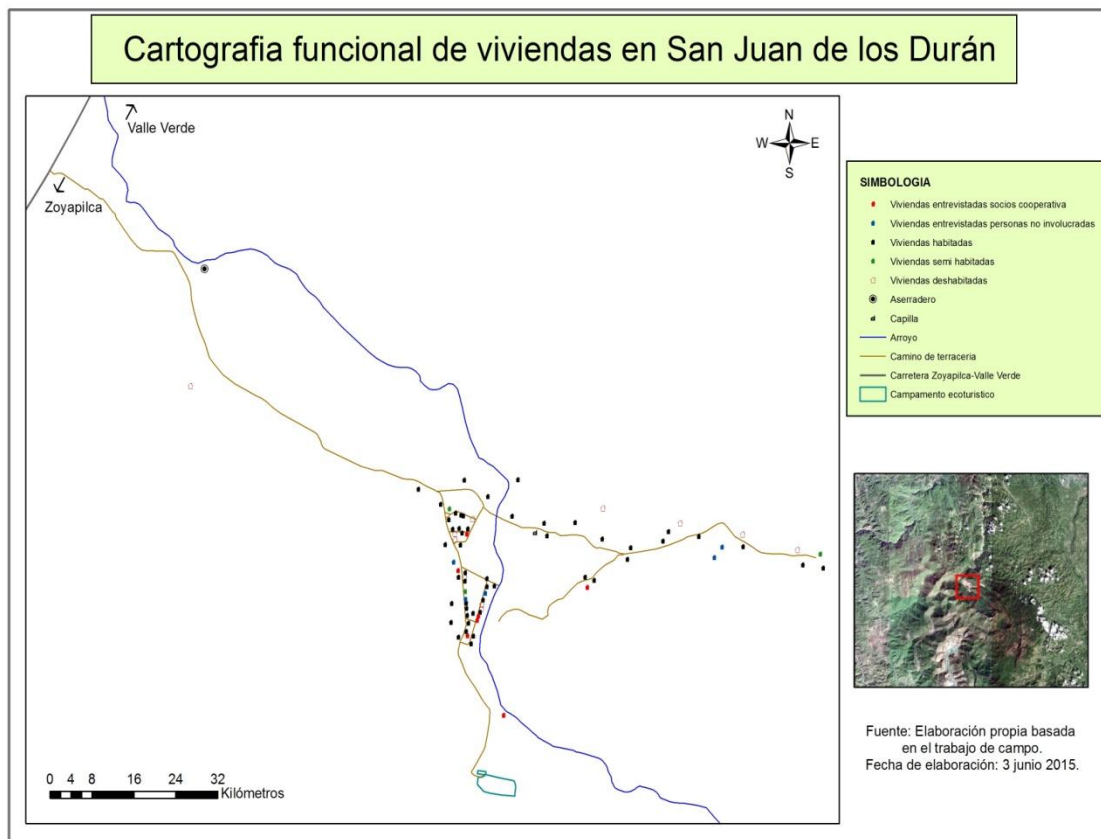 Cartografia funcional de viviendas en San Juan de los Durán
Valle Verde
Zoyapilca
N
W E
S
SIMBOLOGIA
Viviendas entrevistadas socios cooperativa
Viviendas entrevistadas personas no involucradas
Viviendas habitadas
Viviendas semi habitadas
Viviendas deshabitadas
Aserradero
Capilla
Arroyo
Camino de terraceria
Carretera Zoyapilca-Valle Verde
Campamento ecoturistico
Fuente: Elaboración propia basada
en el trabajo de campo.
Fecha de elaboración: 3 junio 2015.
0 4 8 16 24 32
Kilómetros